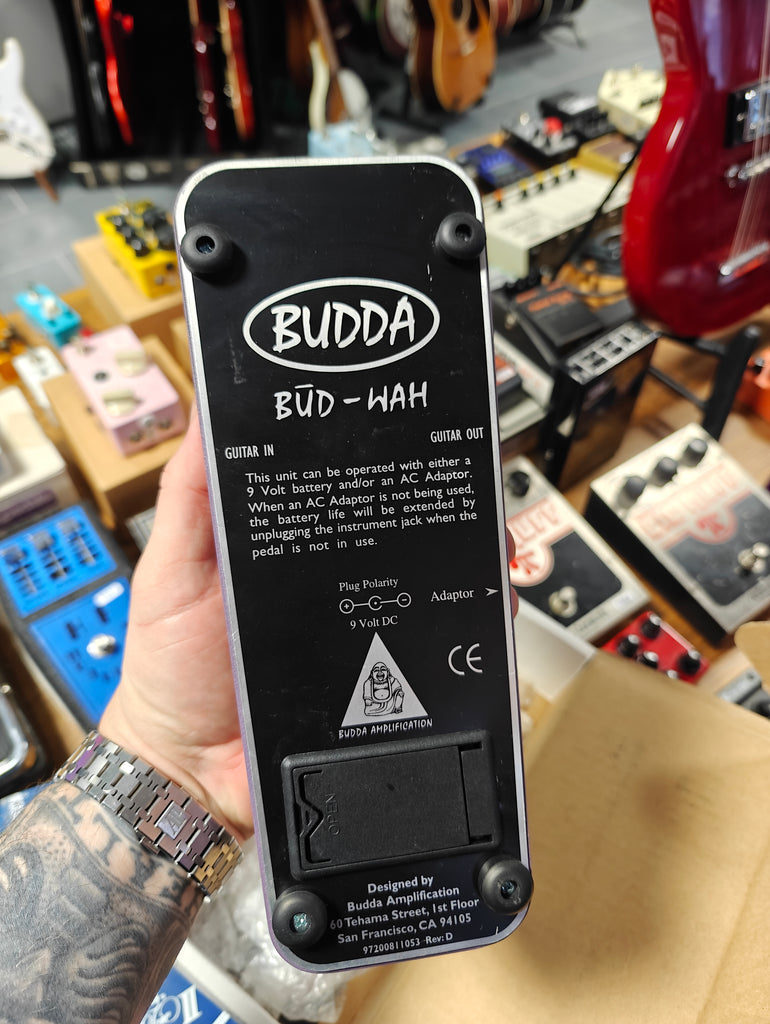 BUDDA
BŪD-WAH
GUITAR IN
GUITAR OUT
This unit can be operated with either a
9 Volt battery and/or an AC Adaptor.
When an AC Adaptor is not being used,
the battery life will be extended by
unplugging the instrument jack when the
pedal is not in use.
Plug Polarity
Adaptor >
9 Volt DC
CE
BUDDA AMPLIFICATION
OPEN
Designed by
Budda Amplification
60 Tehama Street, 1st Floor
San Francisco, CA 94105
97200811053 Rev: D